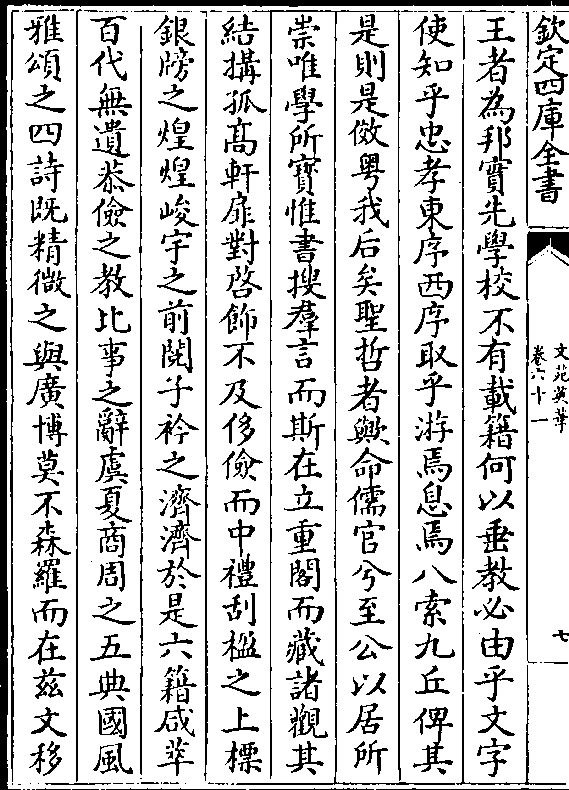 欽定四庫全書
文苑英華
卷六十一
七
王者為邦實先學校不有載籍何以垂教必由乎文字
使知乎忠孝東序西序取乎游焉息焉八索九丘俾其
是則是傚粵我后矣聖哲者歟命儒官兮至公以居所
崇唯學所寳惟書搜羣言而斯在立重閣而藏諸觀其
結搆孤高軒扉對啓飾不及侈儉而中禮刮楹之上標
銀牓之煌煌峻宇之前閲子衿之濟濟於是六籍咸萃
百代無遺恭儉之教比事之辭虞夏商周之五典國風
雅頌之四詩既精微之與廣博莫不森羅而在兹文移